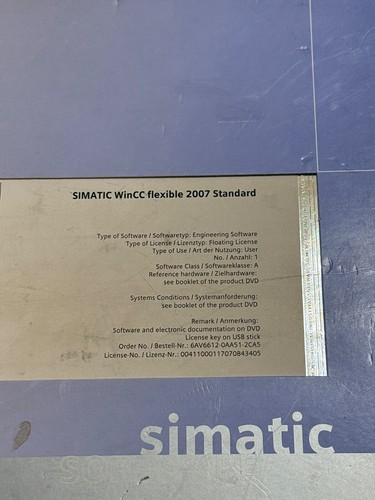 SIMATIC WinCC flexible 2007 Standard
Type of Software / Softwaretyp: Engineering Software
Type of License / Lizenztyp: Floating License
Type of Use / Art der Nutzung: User
No. / Anzahl: 1
Software Class / Softwareklasse: A
Reference hardware / Zielhardware:
see booklet of the product DVD
Systems Conditions / Systemanforderung:
see booklet of the product DVD
Remark / Anmerkung:
Software and electronic documentation on DVD
License key on USB stick
Order No. / Bestell-Nr.: 6AV6612-0AA51-2CA5
License-No. / Lizenz-Nr.: 00411000117070843405
simatic